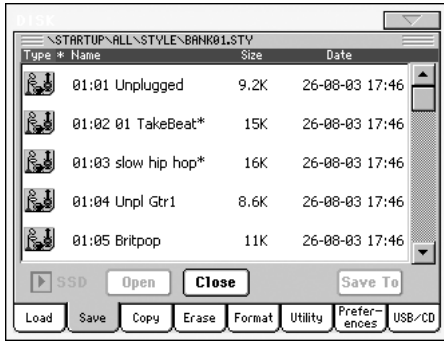 DISK
\STARTUP\ALL\STYLE\BANK01.STY
Type * Name Size Date
01:01 Unplugged 9.2K 26-08-03 17:46
01:02 01 TakeBeat* 15K 26-08-03 17:46
01:03 slow hip hop* 16K 26-08-03 17:46
01:04 Unpl Gtr1 8.6K 26-08-03 17:46
01:05 Britpop 11K 26-08-03 17:46
SSD Open Close Save To
Load Save Copy Erase Format Utility Prefer-
ences USB/CD